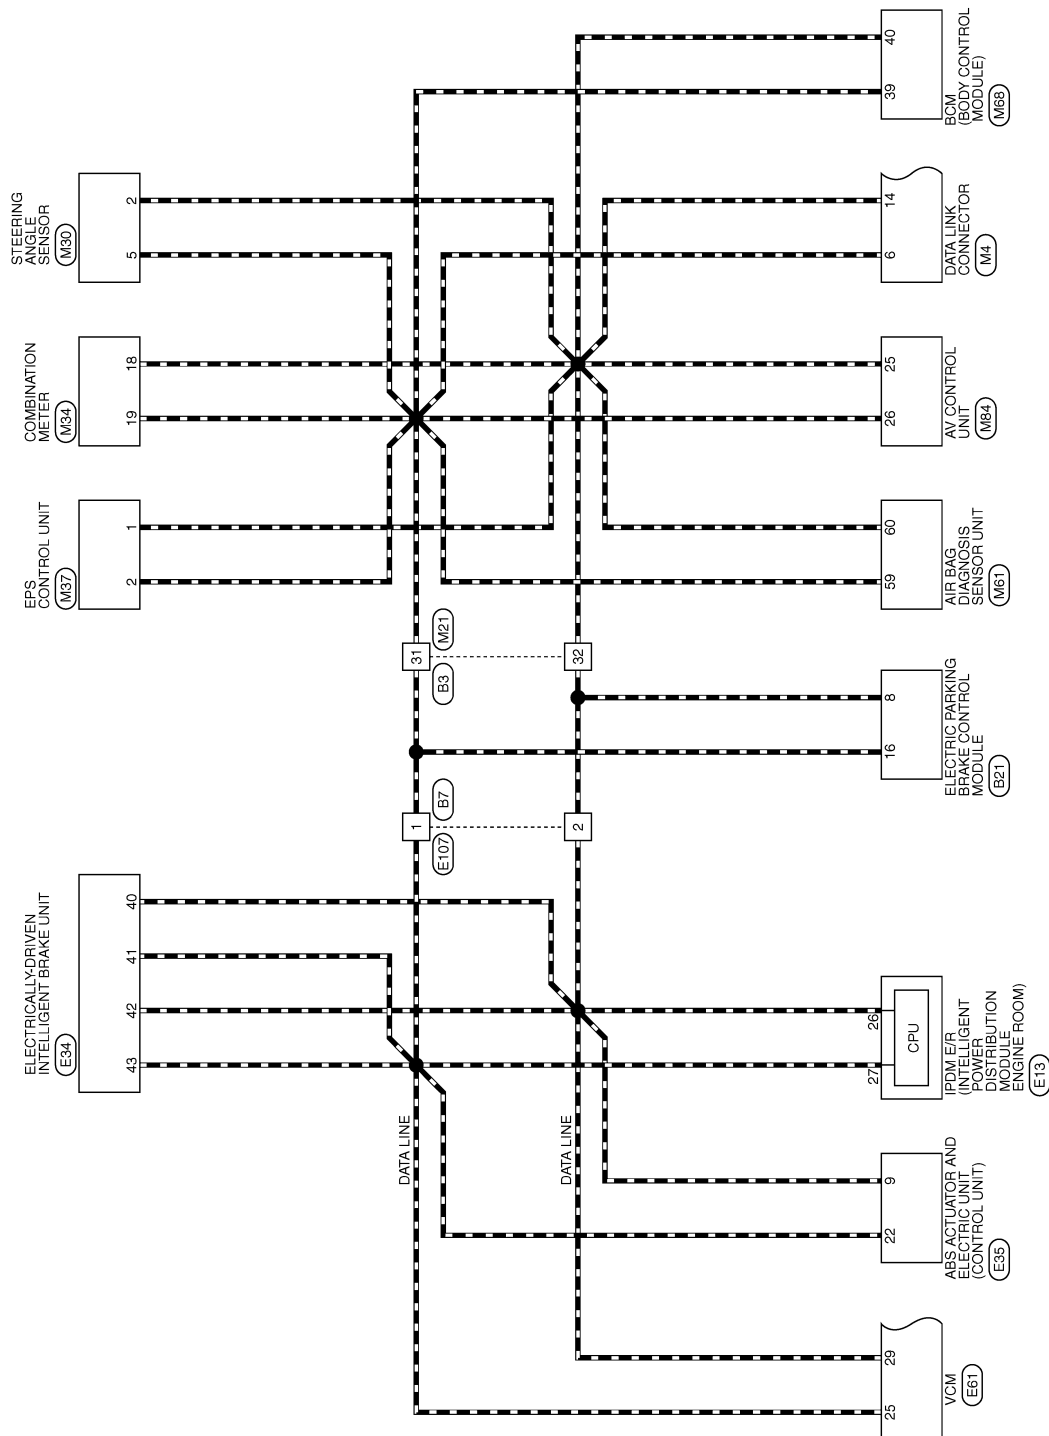 ELECTRICALLY-DRIVEN
INTELLIGENT BRAKE UNIT
E34
43
42
41
40
EPS
CONTROL UNIT
M37
2
1
COMBINATION
METER
M34
19
18
STEERING
ANGLE
SENSOR
M30
5
2
DATA LINE
DATA LINE
1
2
E107
B7
31
32
B3
M21
25
29
VCM
E61
22
9
ABS ACTUATOR AND
ELECTRIC UNIT
(CONTROL UNIT)
E35
27
26
CPU
IPDM E/R
(INTELLIGENT
POWER
DISTRIBUTION
MODULE
ENGINE ROOM)
E13
16
8
ELECTRIC PARKING
BRAKE CONTROL
MODULE
B21
59
60
AIR BAG
DIAGNOSIS
SENSOR UNIT
M61
26
25
AV CONTROL
UNIT
M84
6
14
DATA LINK
CONNECTOR
M4
39
40
BCM
(BODY CONTROL
MODULE)
M68